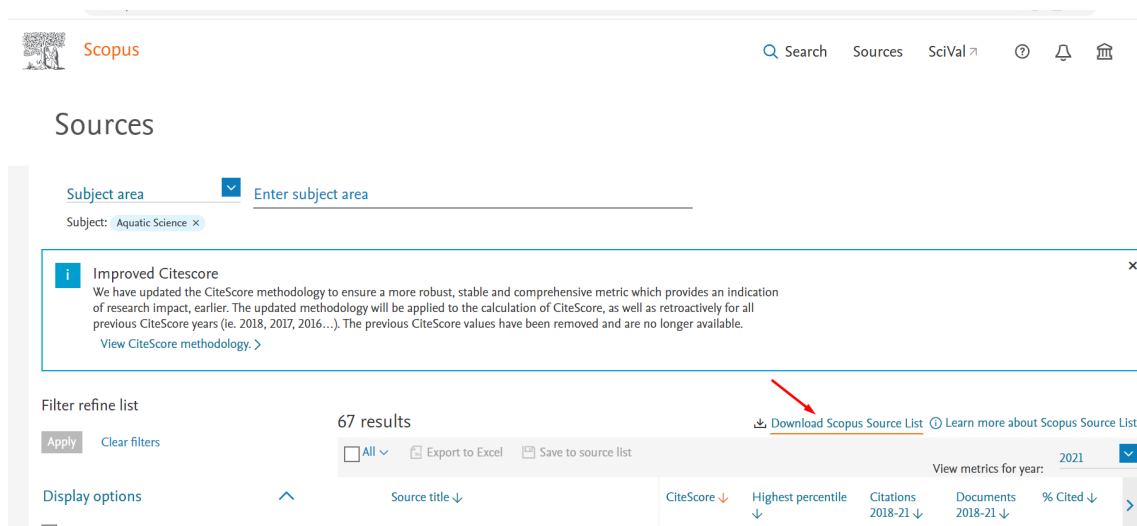 Scopus
Search Sources SciVal
Sources
Subject area Enter subject area
Subject: Aquatic Science ×
i Improved Citescore ×
We have updated the CiteScore methodology to ensure a more robust, stable and comprehensive metric which provides an indication
of research impact, earlier. The updated methodology will be applied to the calculation of CiteScore, as well as retroactively for all
previous CiteScore years (ie. 2018, 2017, 2016...). The previous CiteScore values have been removed and are no longer available.
View CiteScore methodology. >
Filter refine list
67 results
Download Scopus Source List Learn more about Scopus Source List
Apply Clear filters
All Export to Excel Save to source list
View metrics for year: 2021
Display options
Source title ↓ CiteScore ↓ Highest percentile ↓ Citations 2018-21 ↓ Documents 2018-21 ↓ % Cited ↓ >